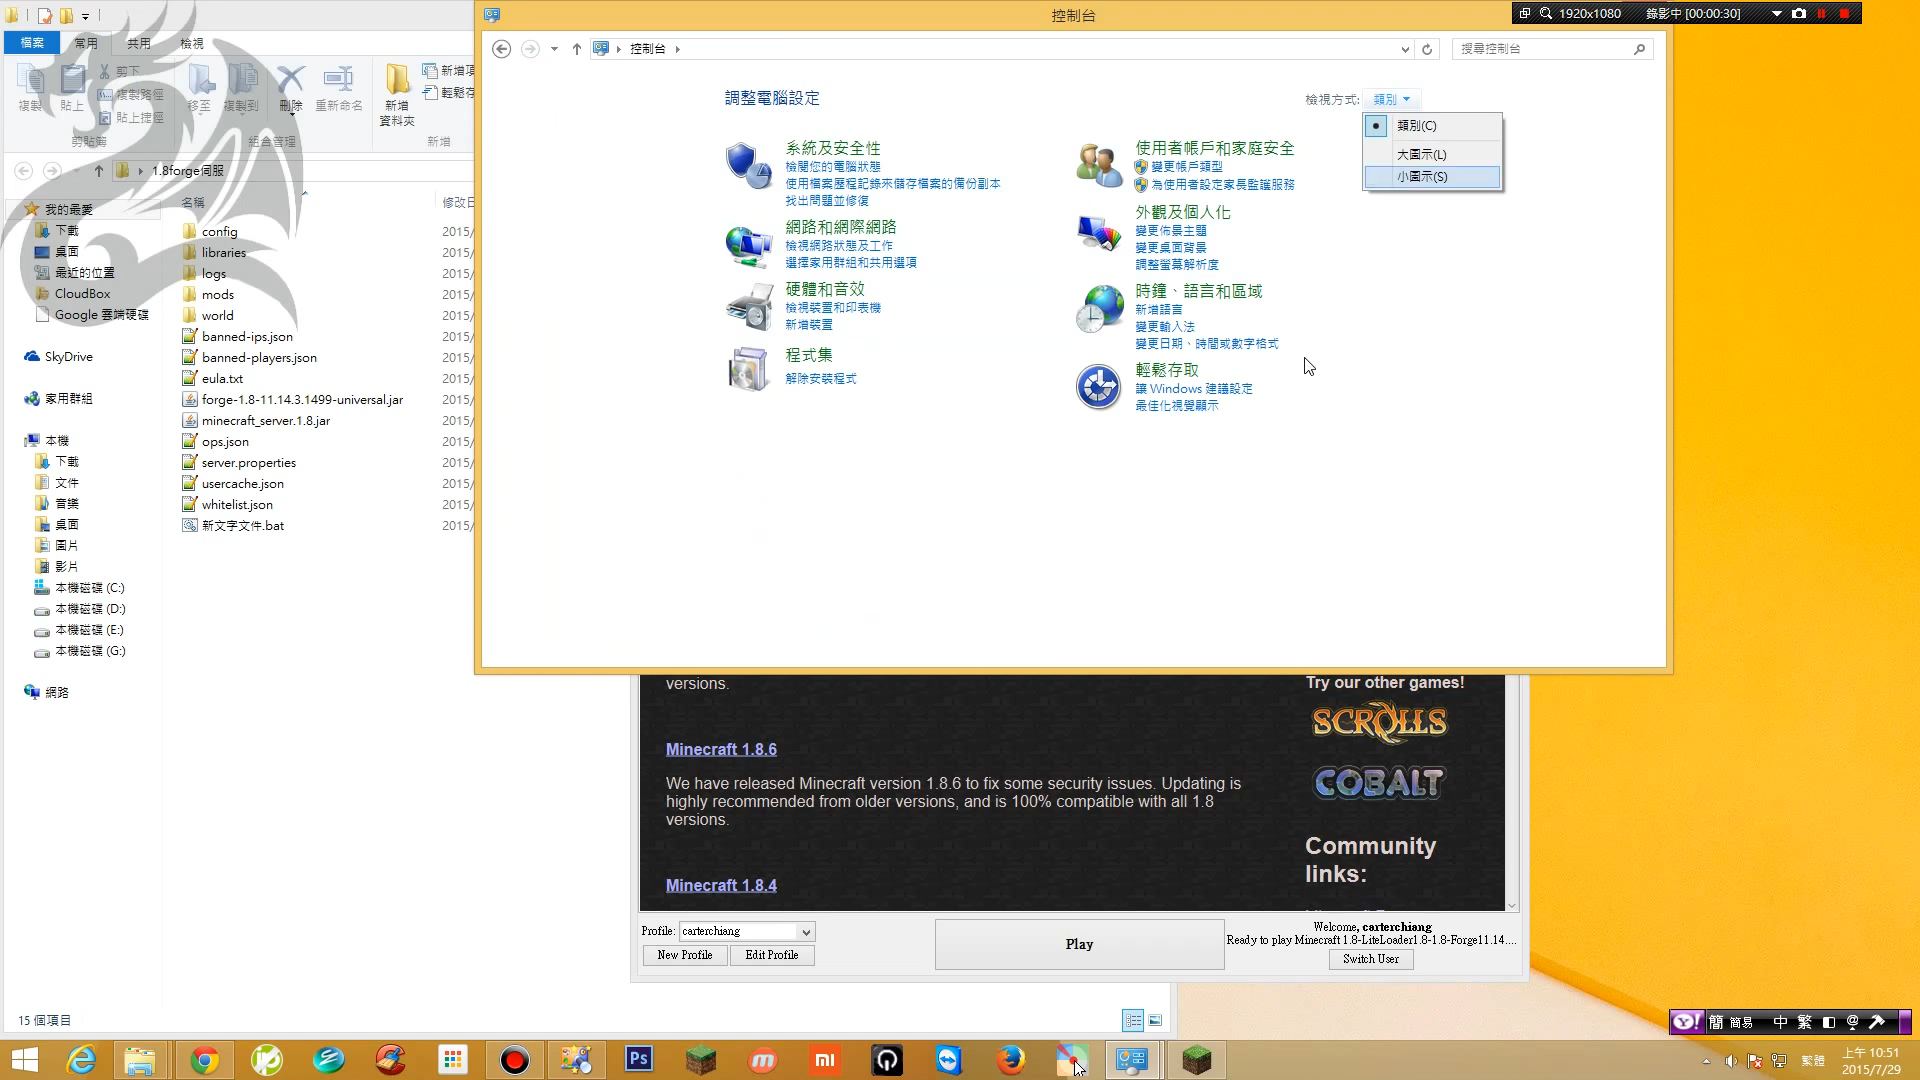 控制台
1920x1080
錄影中 [00:00:30]
檔案
常用
共用
檢視
複製
貼上
剪下
複製路徑
貼上捷徑
移至
複製到
刪除
重新命名
新增
資料夾
新增項
輕鬆存
剪貼簿
組合管理
新增
控制台
搜尋控制台
1.8forge伺服
名稱
修改日
我的最愛
下載
桌面
最近的位置
CloudBox
Google 雲端硬碟
SkyDrive
家用群組
本機
下載
文件
音樂
桌面
圖片
影片
本機磁碟 (C:)
本機磁碟 (D:)
本機磁碟 (E:)
本機磁碟 (G:)
網路
config 2015/
libraries 2015/
logs 2015/
mods 2015/
world 2015/
banned-ips.json 2015/
banned-players.json 2015/
eula.txt 2015/
forge-1.8-11.14.3.1499-universal.jar 2015/
minecraft_server.1.8.jar 2015/
ops.json 2015/
server.properties 2015/
usercache.json 2015/
whitelist.json 2015/
新文字文件.bat 2015/
15 個項目
調整電腦設定
檢視方式:
類別
類別(C)
大圖示(L)
小圖示(S)
系統及安全性
檢閱您的電腦狀態
使用檔案歷程記錄來儲存檔案的備份副本
找出問題並修復
網路和網際網路
檢視網路狀態及工作
選擇家用群組和共用選項
硬體和音效
檢視裝置和印表機
新增裝置
程式集
解除安裝程式
使用者帳戶和家庭安全
變更帳戶類型
為使用者設定家長監護服務
外觀及個人化
變更佈景主題
變更桌面背景
調整螢幕解析度
時鐘、語言和區域
新增語言
變更輸入法
變更日期、時間或數字格式
輕鬆存取
讓 Windows 建議設定
最佳化視覺顯示
versions.
Minecraft 1.8.6
We have released Minecraft version 1.8.6 to fix some security issues. Updating is
highly recommended from older versions, and is 100% compatible with all 1.8
versions.
Minecraft 1.8.4
Try our other games!
SCROLLS
COBALT
Community
links:
Profile: carterchiang
New Profile
Edit Profile
Play
Welcome, carterchiang
Ready to play Minecraft 1.8-LiteLoader1.8-1.8-Forge11.14....
Switch User
Y!
簡
簡易
中
繁
Ps
mi
繁體
上午 10:51
2015/7/29